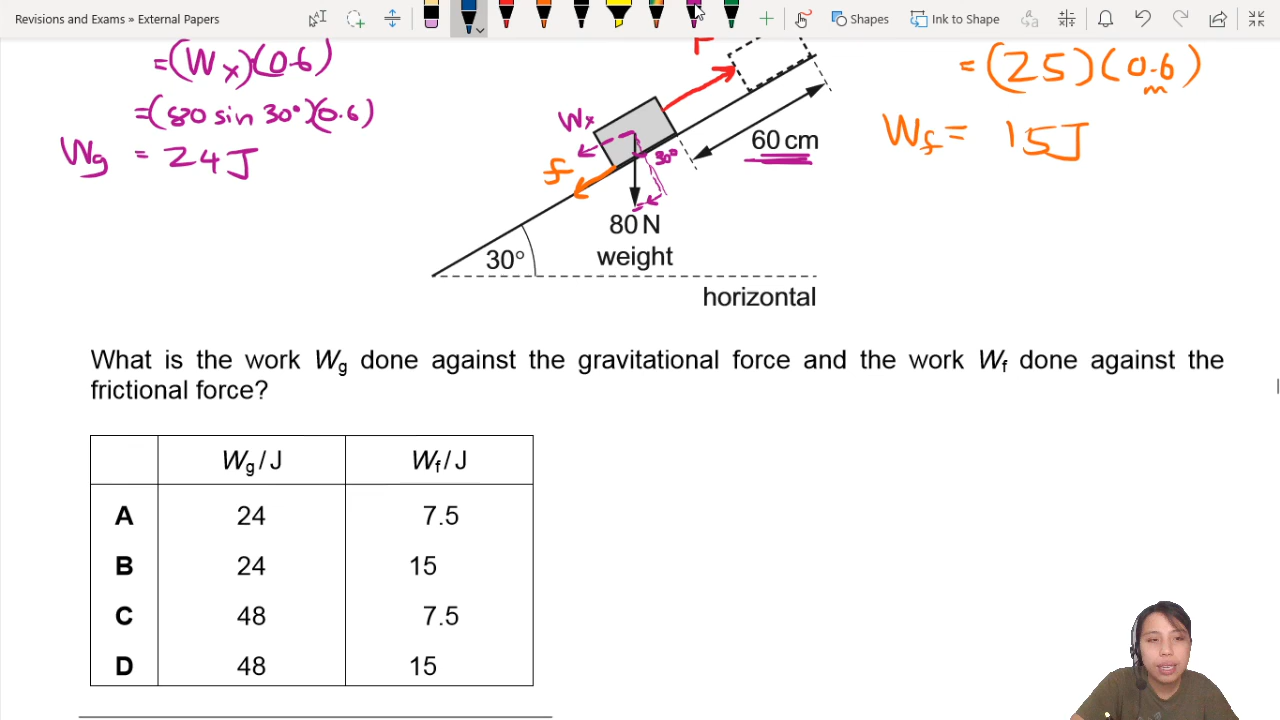 Revisions and Exams » External Papers
Shapes
Ink to Shape
= (Wx)(0.6)
= (80 sin 30°)(0.6)
Wg = 24J
= (25)(0.6)
m
Wf = 15J
Wx
f
30°
60 cm
80 N
weight
30°
horizontal
What is the work Wg done against the gravitational force and the work Wf done against the
frictional force?
Wg / J Wf / J
A 24 7.5
B 24 15
C 48 7.5
D 48 15